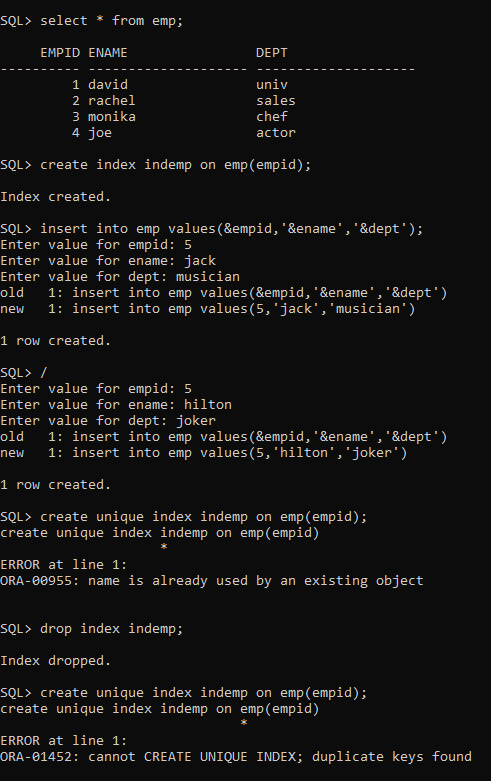 SQL> select * from emp;
     EMPID ENAME                DEPT
---------- -------------------- --------------------
         1 david                univ
         2 rachel               sales
         3 monika               chef
         4 joe                  actor
SQL> create index indemp on emp(empid);
Index created.
SQL> insert into emp values(&empid,'&ename','&dept');
Enter value for empid: 5
Enter value for ename: jack
Enter value for dept: musician
old   1: insert into emp values(&empid,'&ename','&dept')
new   1: insert into emp values(5,'jack','musician')
1 row created.
SQL> /
Enter value for empid: 5
Enter value for ename: hilton
Enter value for dept: joker
old   1: insert into emp values(&empid,'&ename','&dept')
new   1: insert into emp values(5,'hilton','joker')
1 row created.
SQL> create unique index indemp on emp(empid);
create unique index indemp on emp(empid)
                    *
ERROR at line 1:
ORA-00955: name is already used by an existing object
SQL> drop index indemp;
Index dropped.
SQL> create unique index indemp on emp(empid);
create unique index indemp on emp(empid)
                              *
ERROR at line 1:
ORA-01452: cannot CREATE UNIQUE INDEX; duplicate keys found